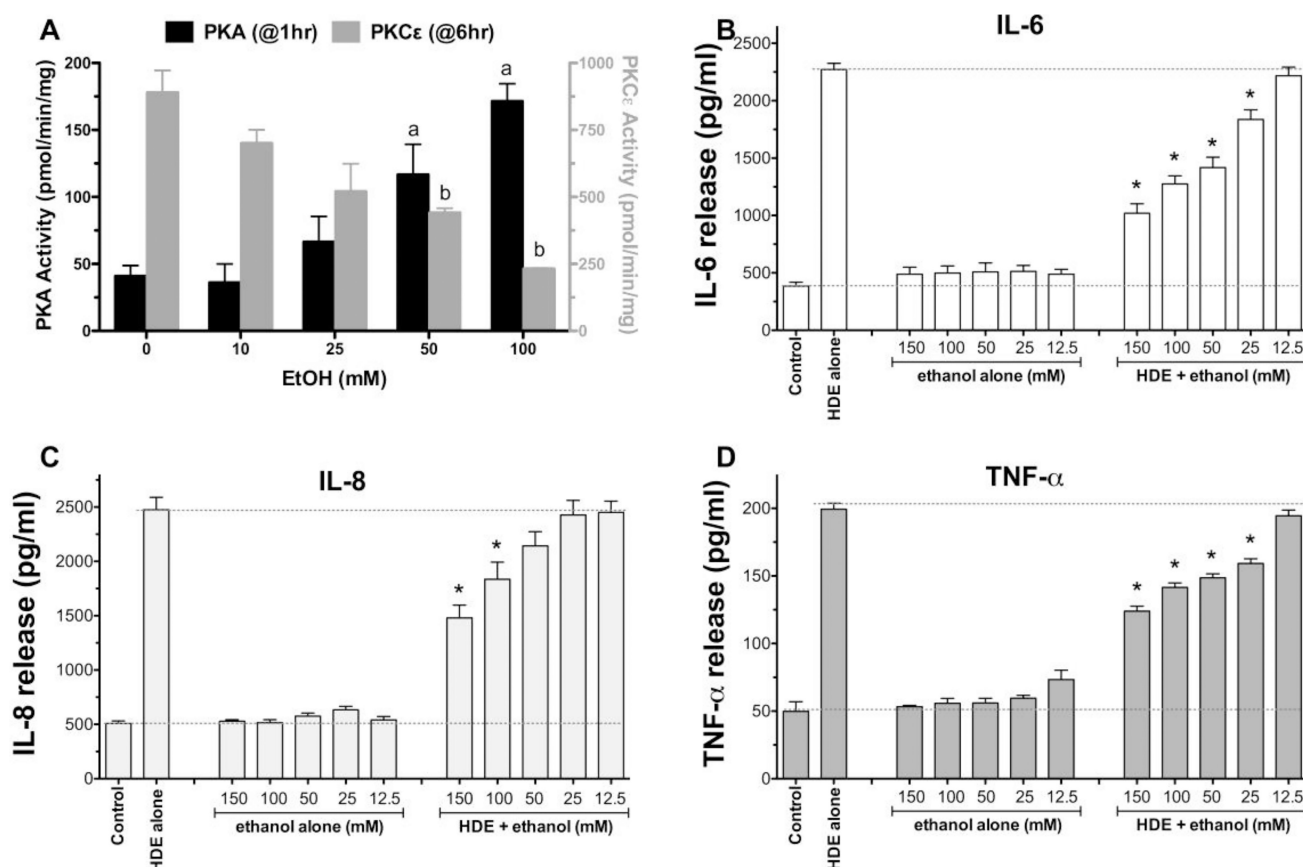 A
PKA (@1hr) PKCε (@6hr)
PKA Activity (pmol/min/mg)
200
150
100
50
0
PKCε Activity (pmol/min/mg)
1000
750
500
250
0
a
a
b
b
0 10 25 50 100
EtOH (mM)
B
IL-6
IL-6 release (pg/ml)
2500
2000
1500
1000
500
0
* * * *
Control
HDE alone
150 100 50 25 12.5
ethanol alone (mM)
150 100 50 25 12.5
HDE + ethanol (mM)
C
IL-8
IL-8 release (pg/ml)
2500
2000
1500
1000
500
0
* *
Control
HDE alone
150 100 50 25 12.5
ethanol alone (mM)
150 100 50 25 12.5
HDE + ethanol (mM)
D
TNF-α
TNF-α release (pg/ml)
200
150
100
50
0
* * * *
Control
HDE alone
150 100 50 25 12.5
ethanol alone (mM)
150 100 50 25 12.5
HDE + ethanol (mM)